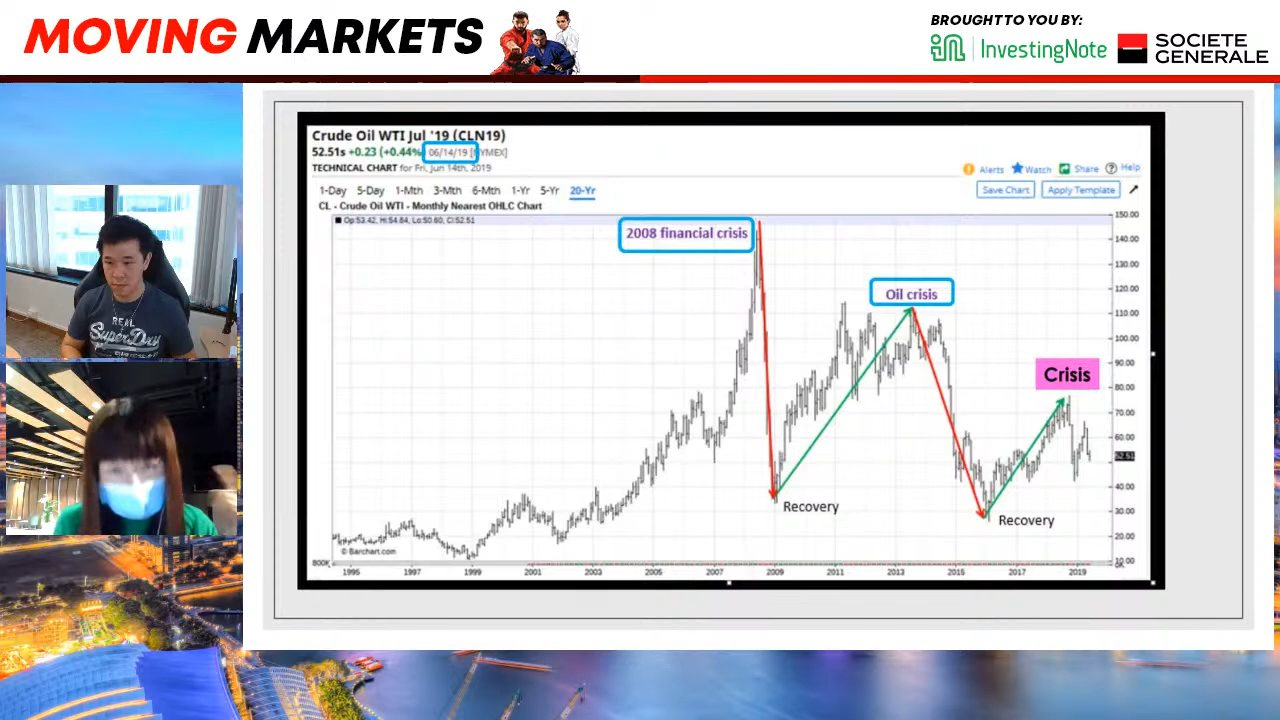 MOVING MARKETS
BROUGHT TO YOU BY:
InvestingNote
SOCIETE
GENERALE
Crude Oil WTI Jul '19 (CLN19)
52.51s +0.23 (+0.44% 06/14/19 [NYMEX]
TECHNICAL CHART for Fri, Jun 14th, 2019
Alerts Watch Share Help
1-Day 5-Day 1-Mth 3-Mth 6-Mth 1-Yr 5-Yr 20-Yr
Save Chart Apply Template
CL - Crude Oil WTI - Monthly Nearest OHLC Chart
Op:53.42, Hi:54.84, Lo:50.60, Cl:52.51
150.00
2008 financial crisis
140.00
130.00
120.00
Oil crisis
110.00
100.00
90.00
Crisis
80.00
70.00
60.00
52.51
40.00
Recovery
30.00
Recovery
20.00
© Barchart.com
10.00
800K
1995 1997 1999 2001 2003 2005 2007 2009 2011 2013 2015 2017 2019
REAL
SuperDry